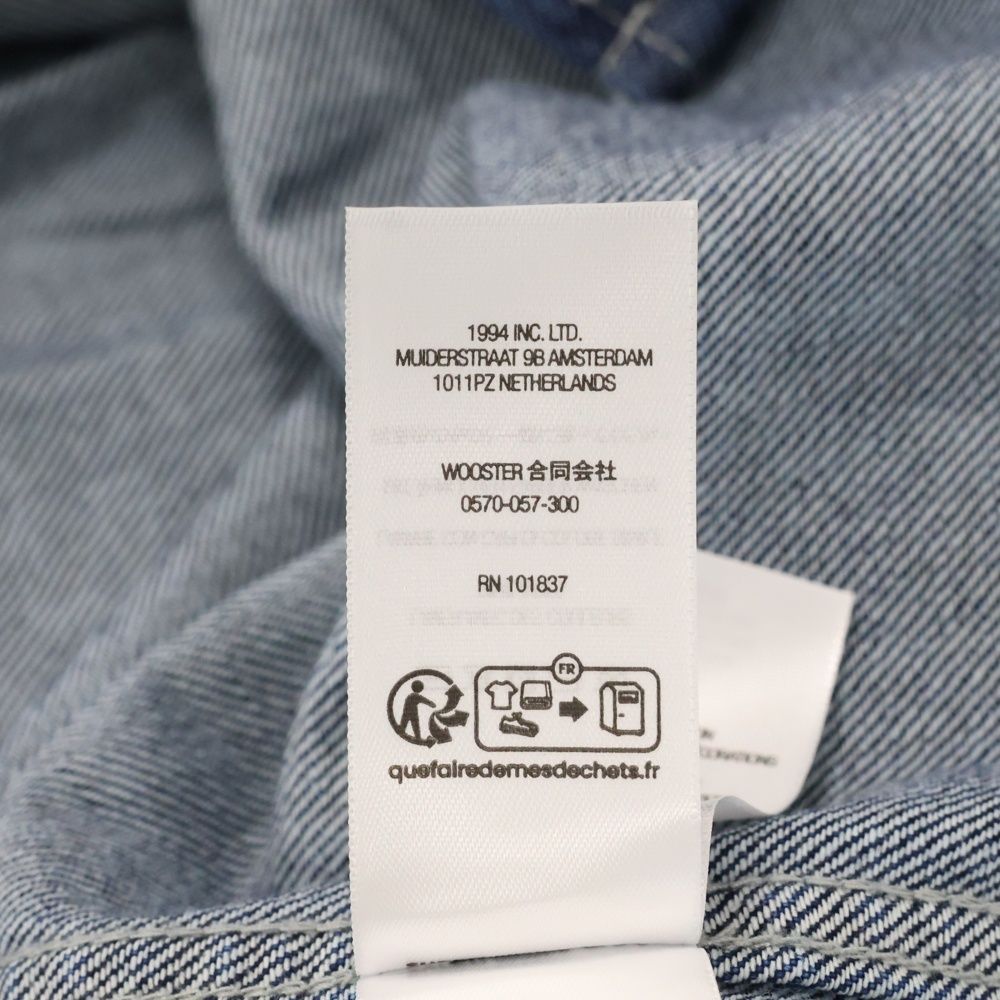 1994 INC. LTD.
MUIDERSTRAAT 9B AMSTERDAM
1011PZ NETHERLANDS
WOOSTER 合同会社
0570-057-300
RN 101837
FR
quefairedemesdechets.fr